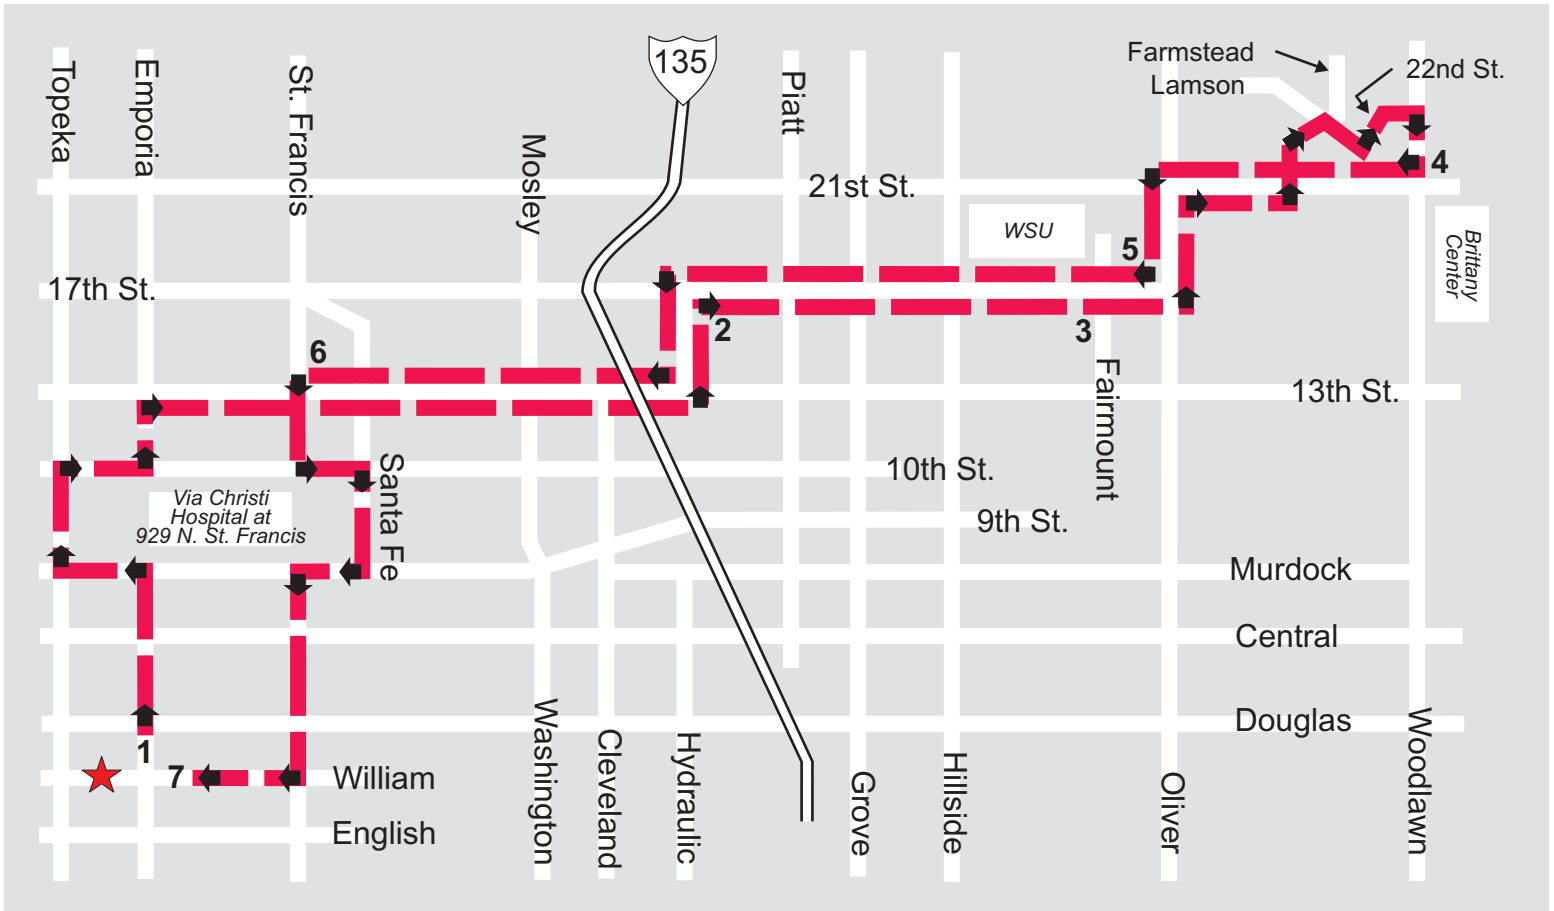 Farmstead
Lamson
22nd St.
135
Topeka
Emporia
St. Francis
Mosley
Piatt
4
21st St.
WSU
5
Brittany
Center
17th St.
2
3
6
Fairmount
13th St.
Santa Fe
10th St.
Via Christi
Hospital at
929 N. St. Francis
9th St.
Murdock
Central
Douglas
1
7
William
English
Washington
Cleveland
Hydraulic
Grove
Hillside
Oliver
Woodlawn